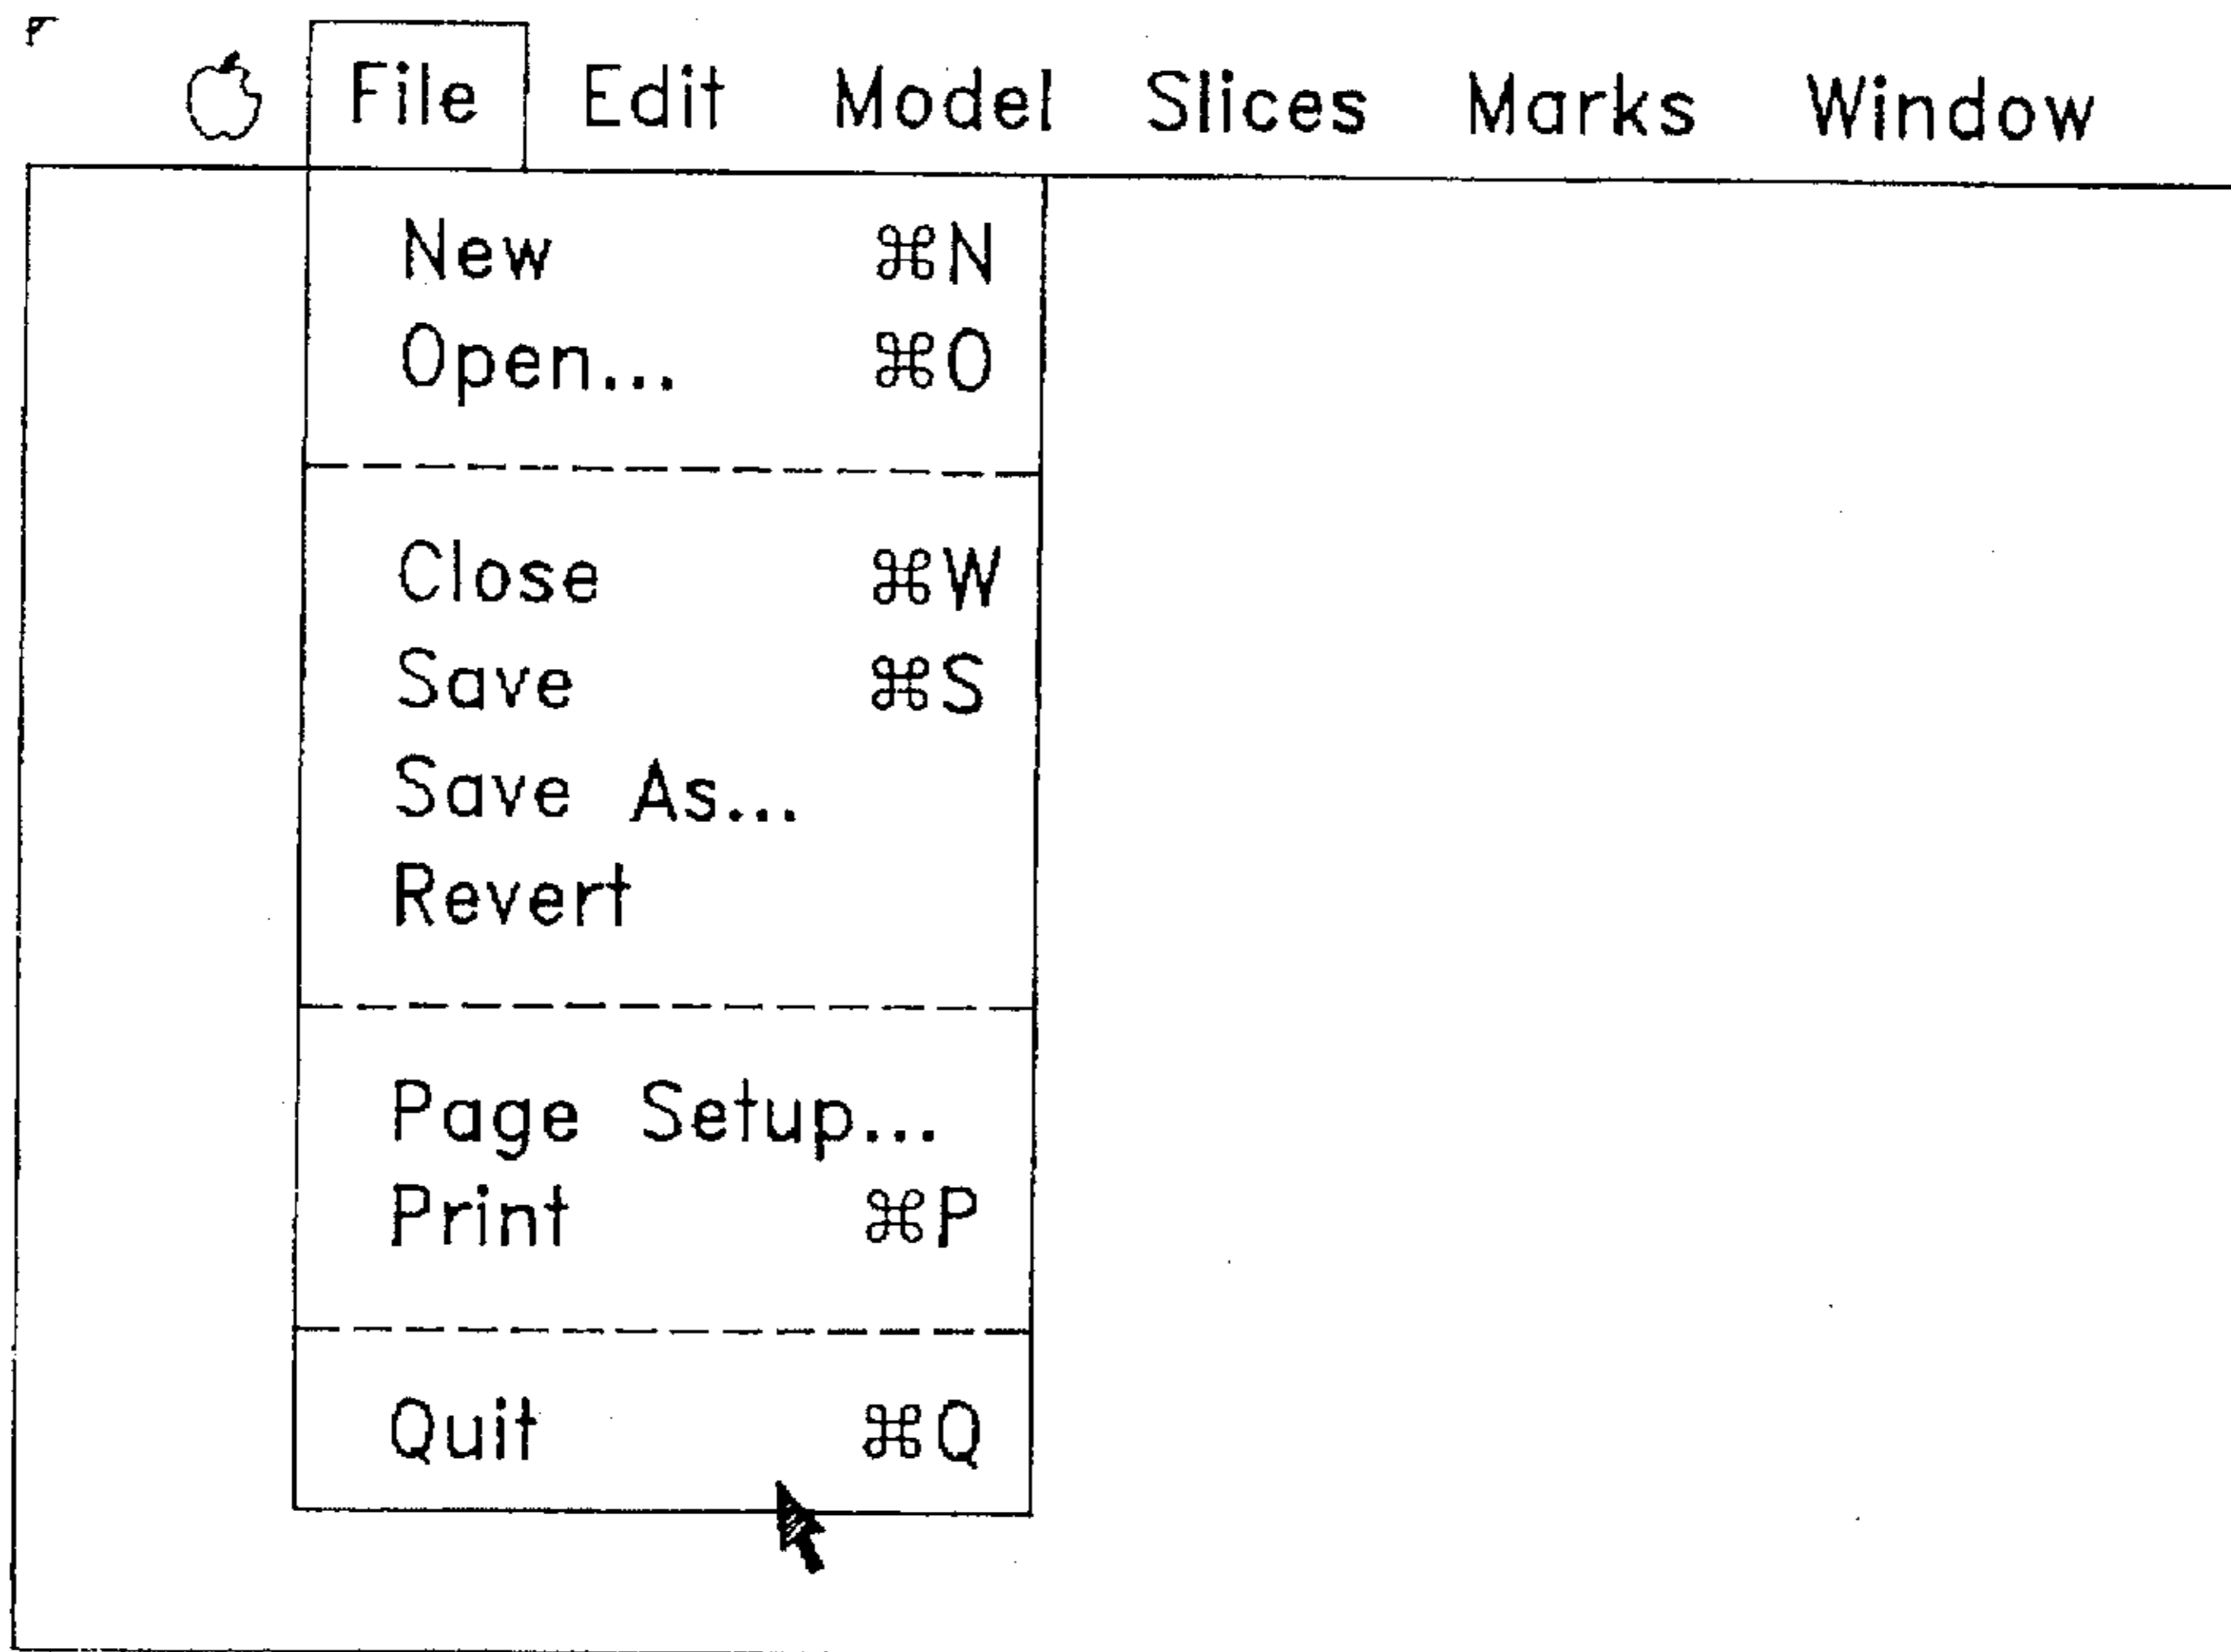 File Edit Model Slices Marks Window
New ⌘N
Open... ⌘O
Close ⌘W
Save ⌘S
Save As...
Revert
Page Setup...
Print ⌘P
Quit ⌘Q